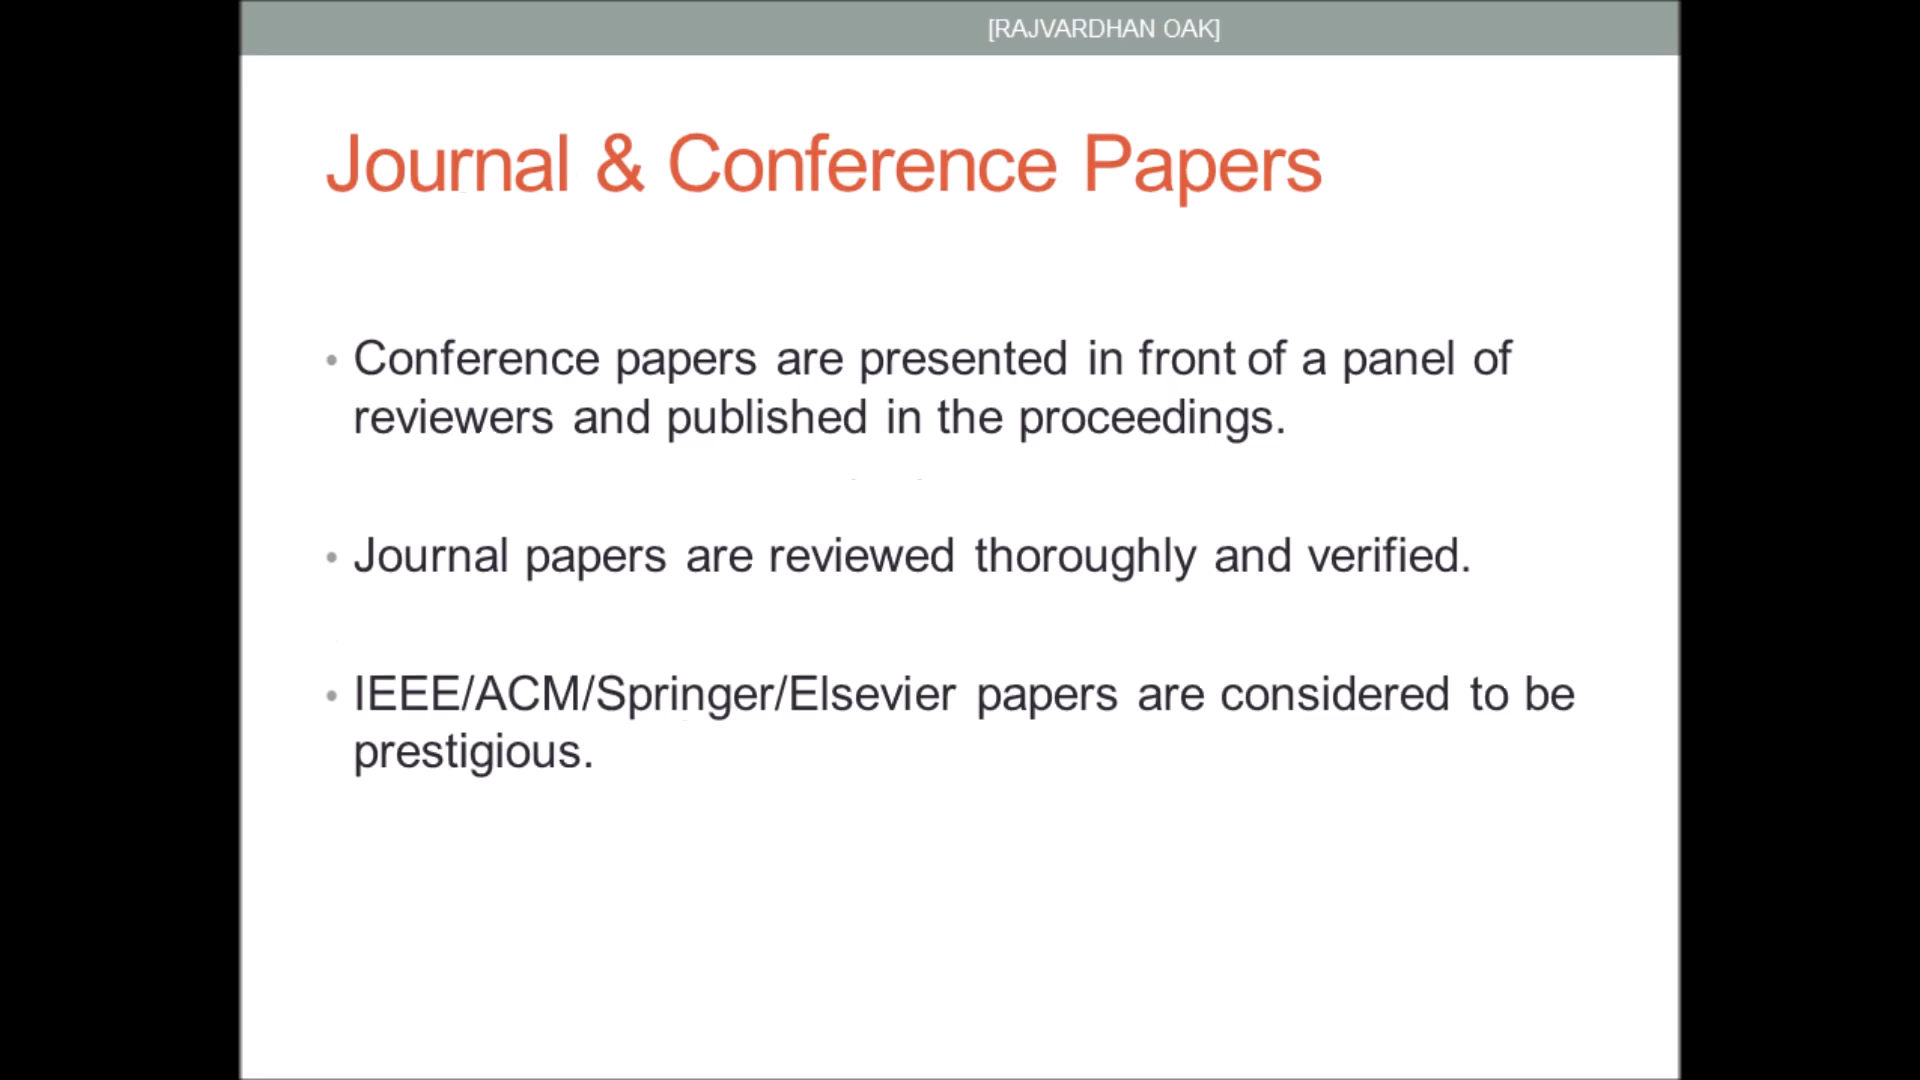 [RAJVARDHAN OAK]
Journal & Conference Papers
• Conference papers are presented in front of a panel of
reviewers and published in the proceedings.
• Journal papers are reviewed thoroughly and verified.
• IEEE/ACM/Springer/Elsevier papers are considered to be
prestigious.